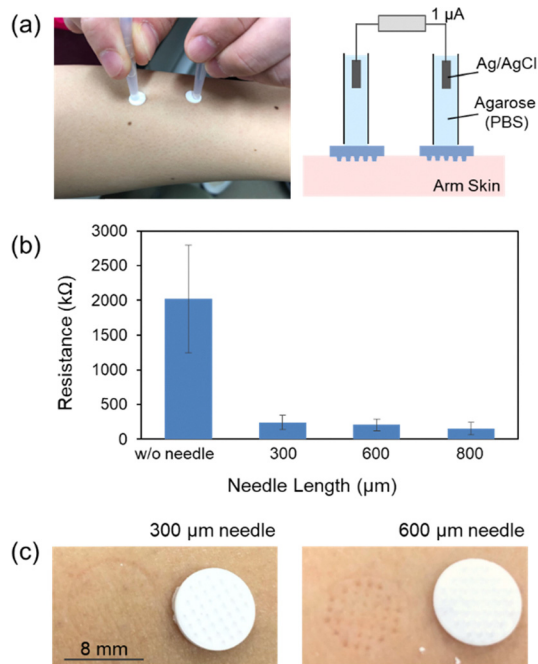 (a)
1 μA
Ag/AgCl
Agarose
(PBS)
Arm Skin
(b)
Resistance (kΩ)
3000
2500
2000
1500
1000
500
0
w/o needle
300
600
800
Needle Length (μm)
(c)
300 μm needle
600 μm needle
8 mm